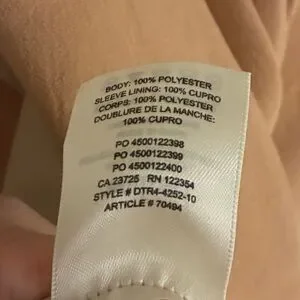 BODY: 100% POLYESTER
SLEEVE LINING: 100% CUPRO
CORPS: 100% POLYESTER
DOUBLURE DE LA MANCHE:
100% CUPRO
PO 4500122398
PO 4500122399
PO 4500122400
CA 23725 RN 122354
STYLE # DTR4-4252-10
ARTICLE # 70494